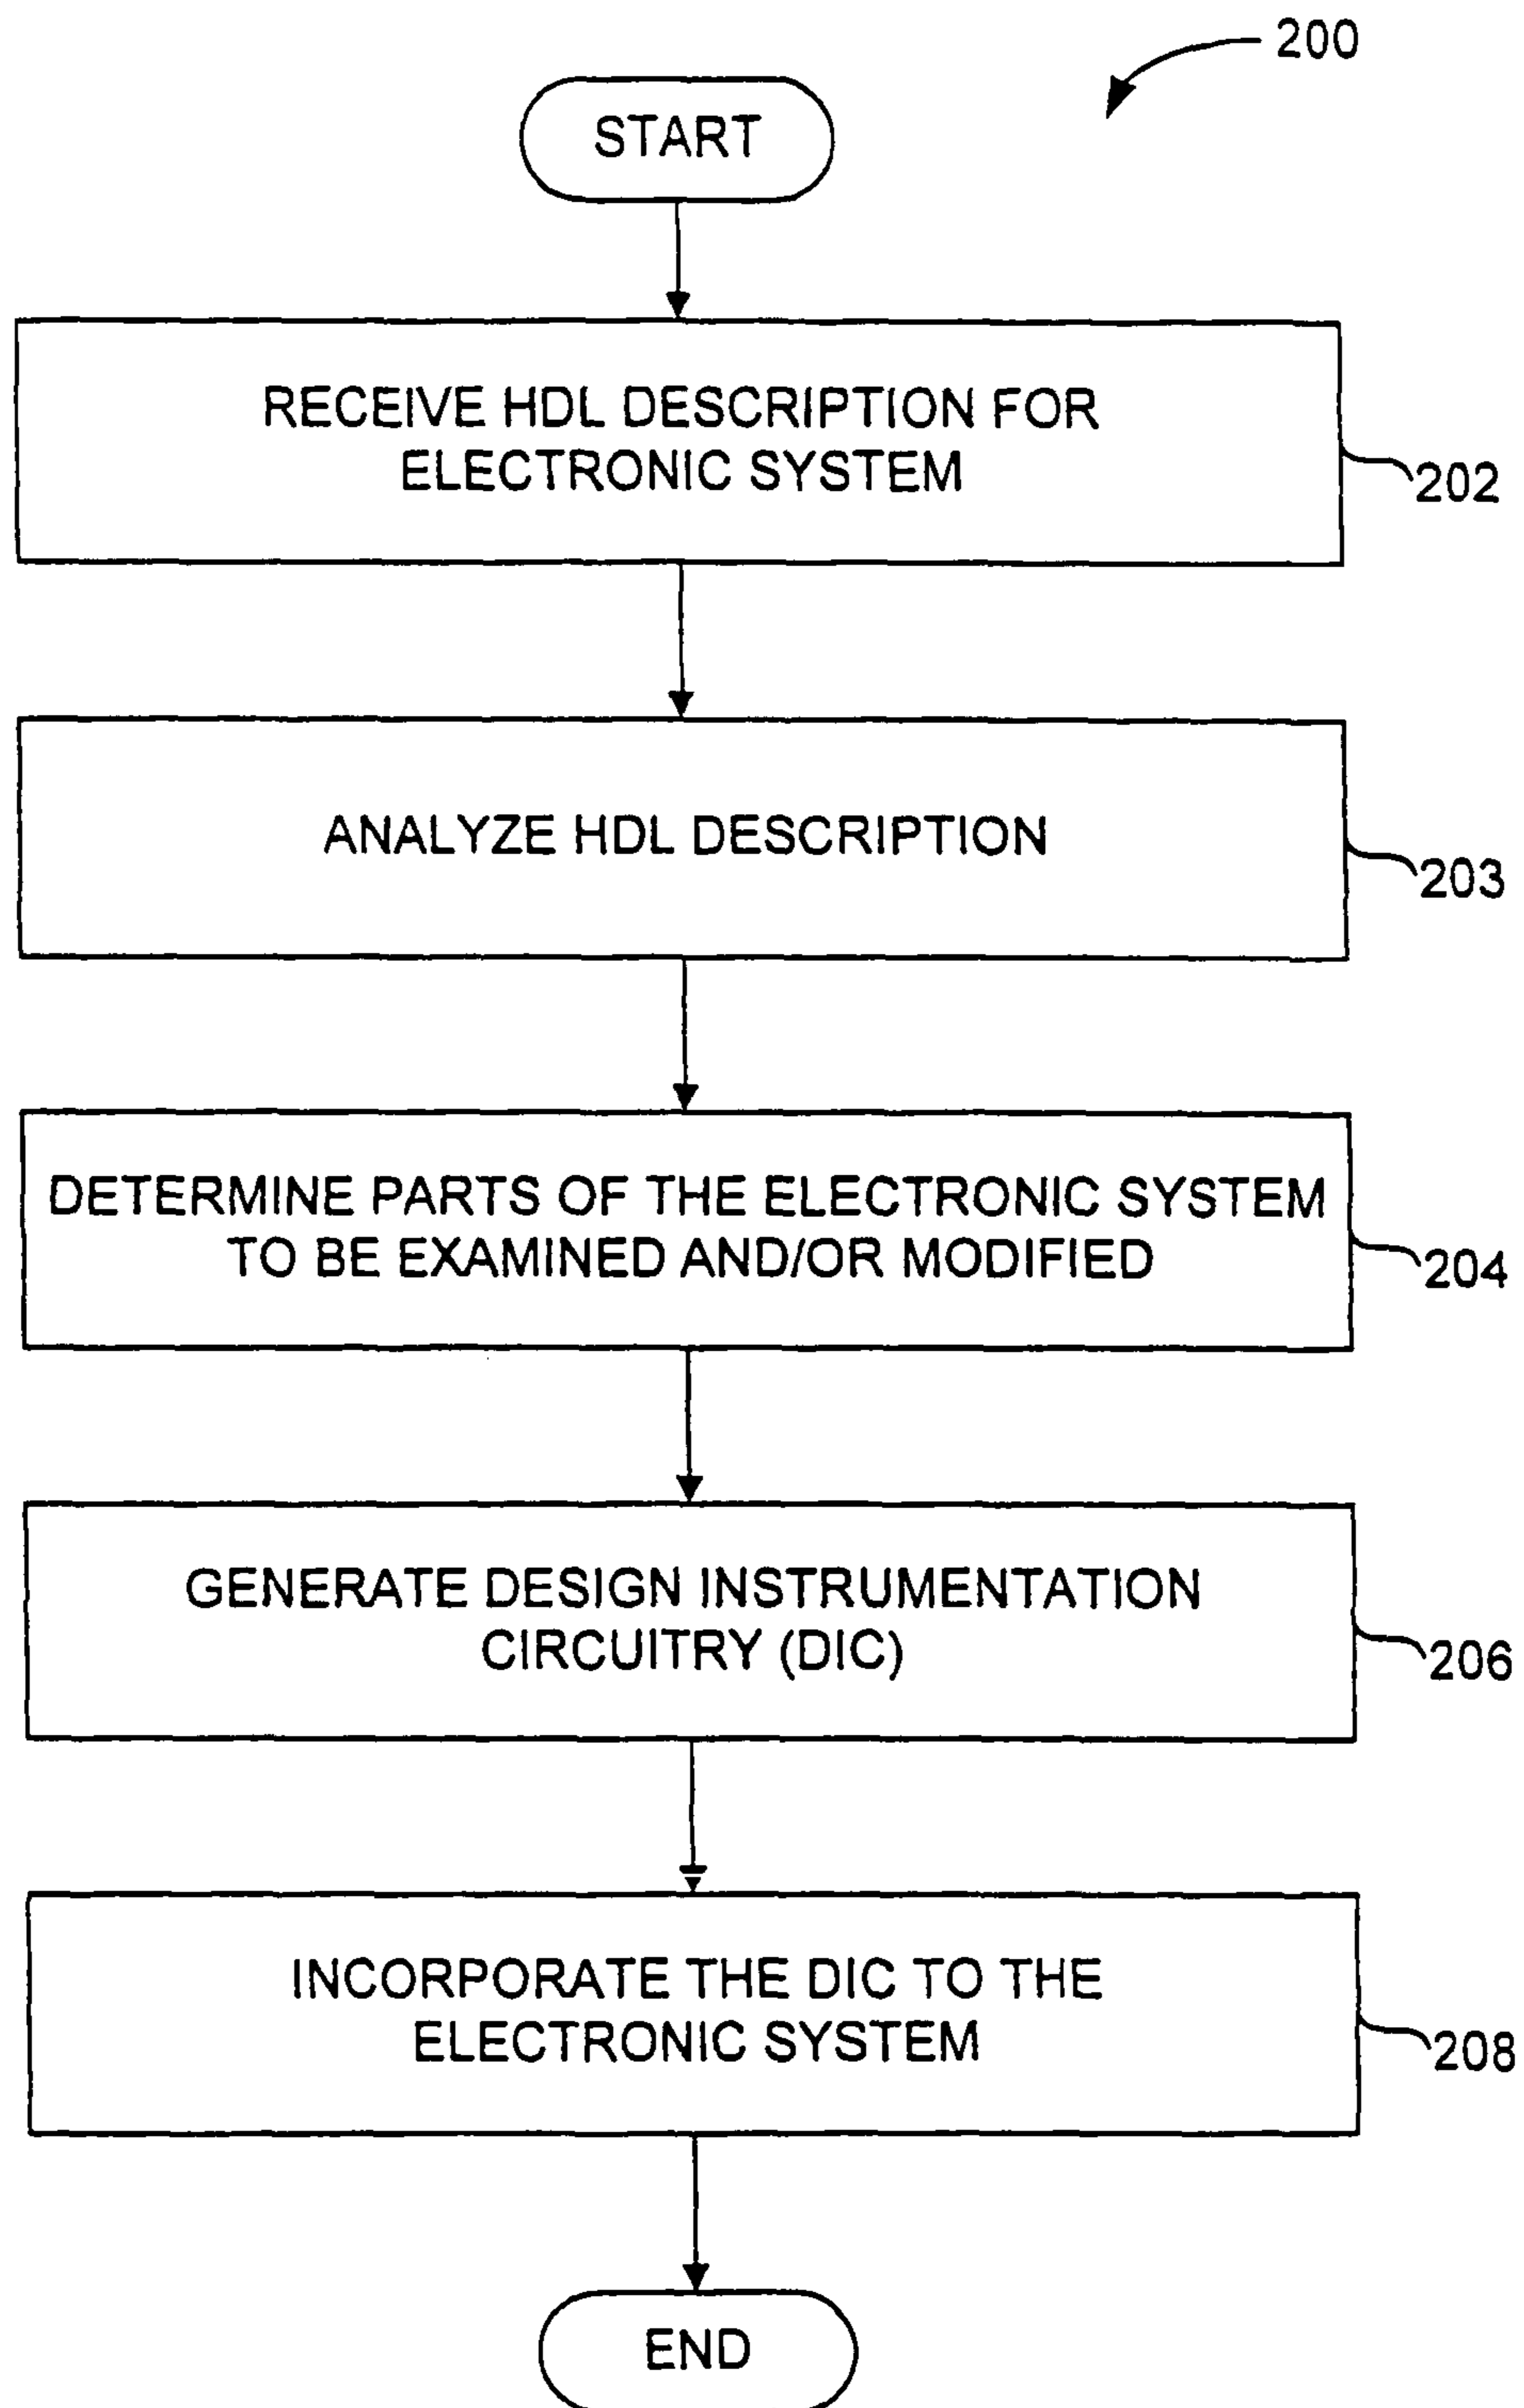 200
START
RECEIVE HDL DESCRIPTION FOR
ELECTRONIC SYSTEM
202
ANALYZE HDL DESCRIPTION
203
DETERMINE PARTS OF THE ELECTRONIC SYSTEM
TO BE EXAMINED AND/OR MODIFIED
204
GENERATE DESIGN INSTRUMENTATION
CIRCUITRY (DIC)
206
INCORPORATE THE DIC TO THE
ELECTRONIC SYSTEM
208
END